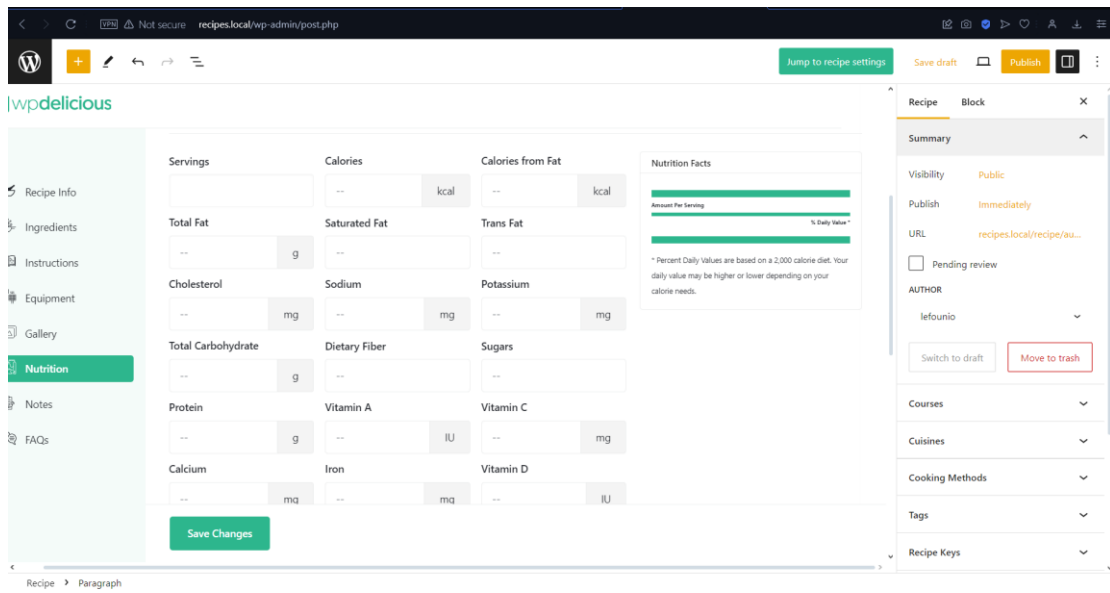 VPN Not secure recipes.local/wp-admin/post.php
Jump to recipe settings Save draft Publish
wpdelicious
Recipe Info
Ingredients
Instructions
Equipment
Gallery
Nutrition
Notes
FAQs
Servings Calories Calories from Fat
-- kcal -- kcal
Total Fat Saturated Fat Trans Fat
-- g -- --
Cholesterol Sodium Potassium
-- mg -- mg -- mg
Total Carbohydrate Dietary Fiber Sugars
-- g -- --
Protein Vitamin A Vitamin C
-- g -- IU -- mg
Calcium Iron Vitamin D
-- mg -- mg -- IU
Save Changes
Nutrition Facts
Amount Per Serving
% Daily Value *
* Percent Daily Values are based on a 2,000 calorie diet. Your
daily value may be higher or lower depending on your
calorie needs.
Recipe Block
Summary
Visibility Public
Publish Immediately
URL recipes.local/recipe/au...
Pending review
AUTHOR
lefounio
Switch to draft Move to trash
Courses
Cuisines
Cooking Methods
Tags
Recipe Keys
Recipe > Paragraph